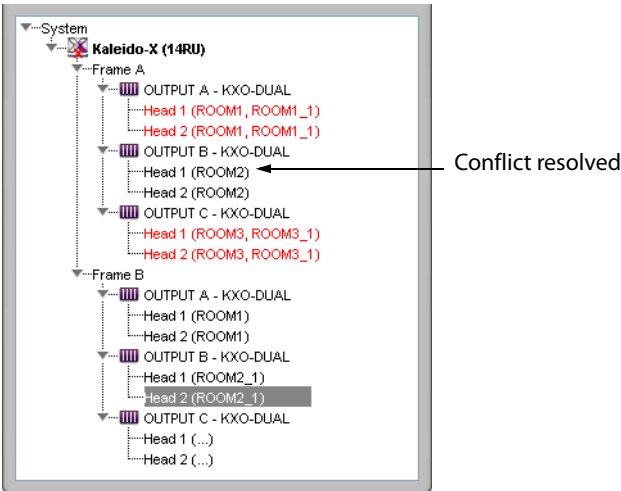 System
Kaleido-X (14RU)
Frame A
OUTPUT A - KXO-DUAL
Head 1 (ROOM1, ROOM1_1)
Head 2 (ROOM1, ROOM1_1)
OUTPUT B - KXO-DUAL
Head 1 (ROOM2)
Conflict resolved
Head 2 (ROOM2)
OUTPUT C - KXO-DUAL
Head 1 (ROOM3, ROOM3_1)
Head 2 (ROOM3, ROOM3_1)
Frame B
OUTPUT A - KXO-DUAL
Head 1 (ROOM1)
Head 2 (ROOM1)
OUTPUT B - KXO-DUAL
Head 1 (ROOM2_1)
Head 2 (ROOM2_1)
OUTPUT C - KXO-DUAL
Head 1 (...)
Head 2 (...)